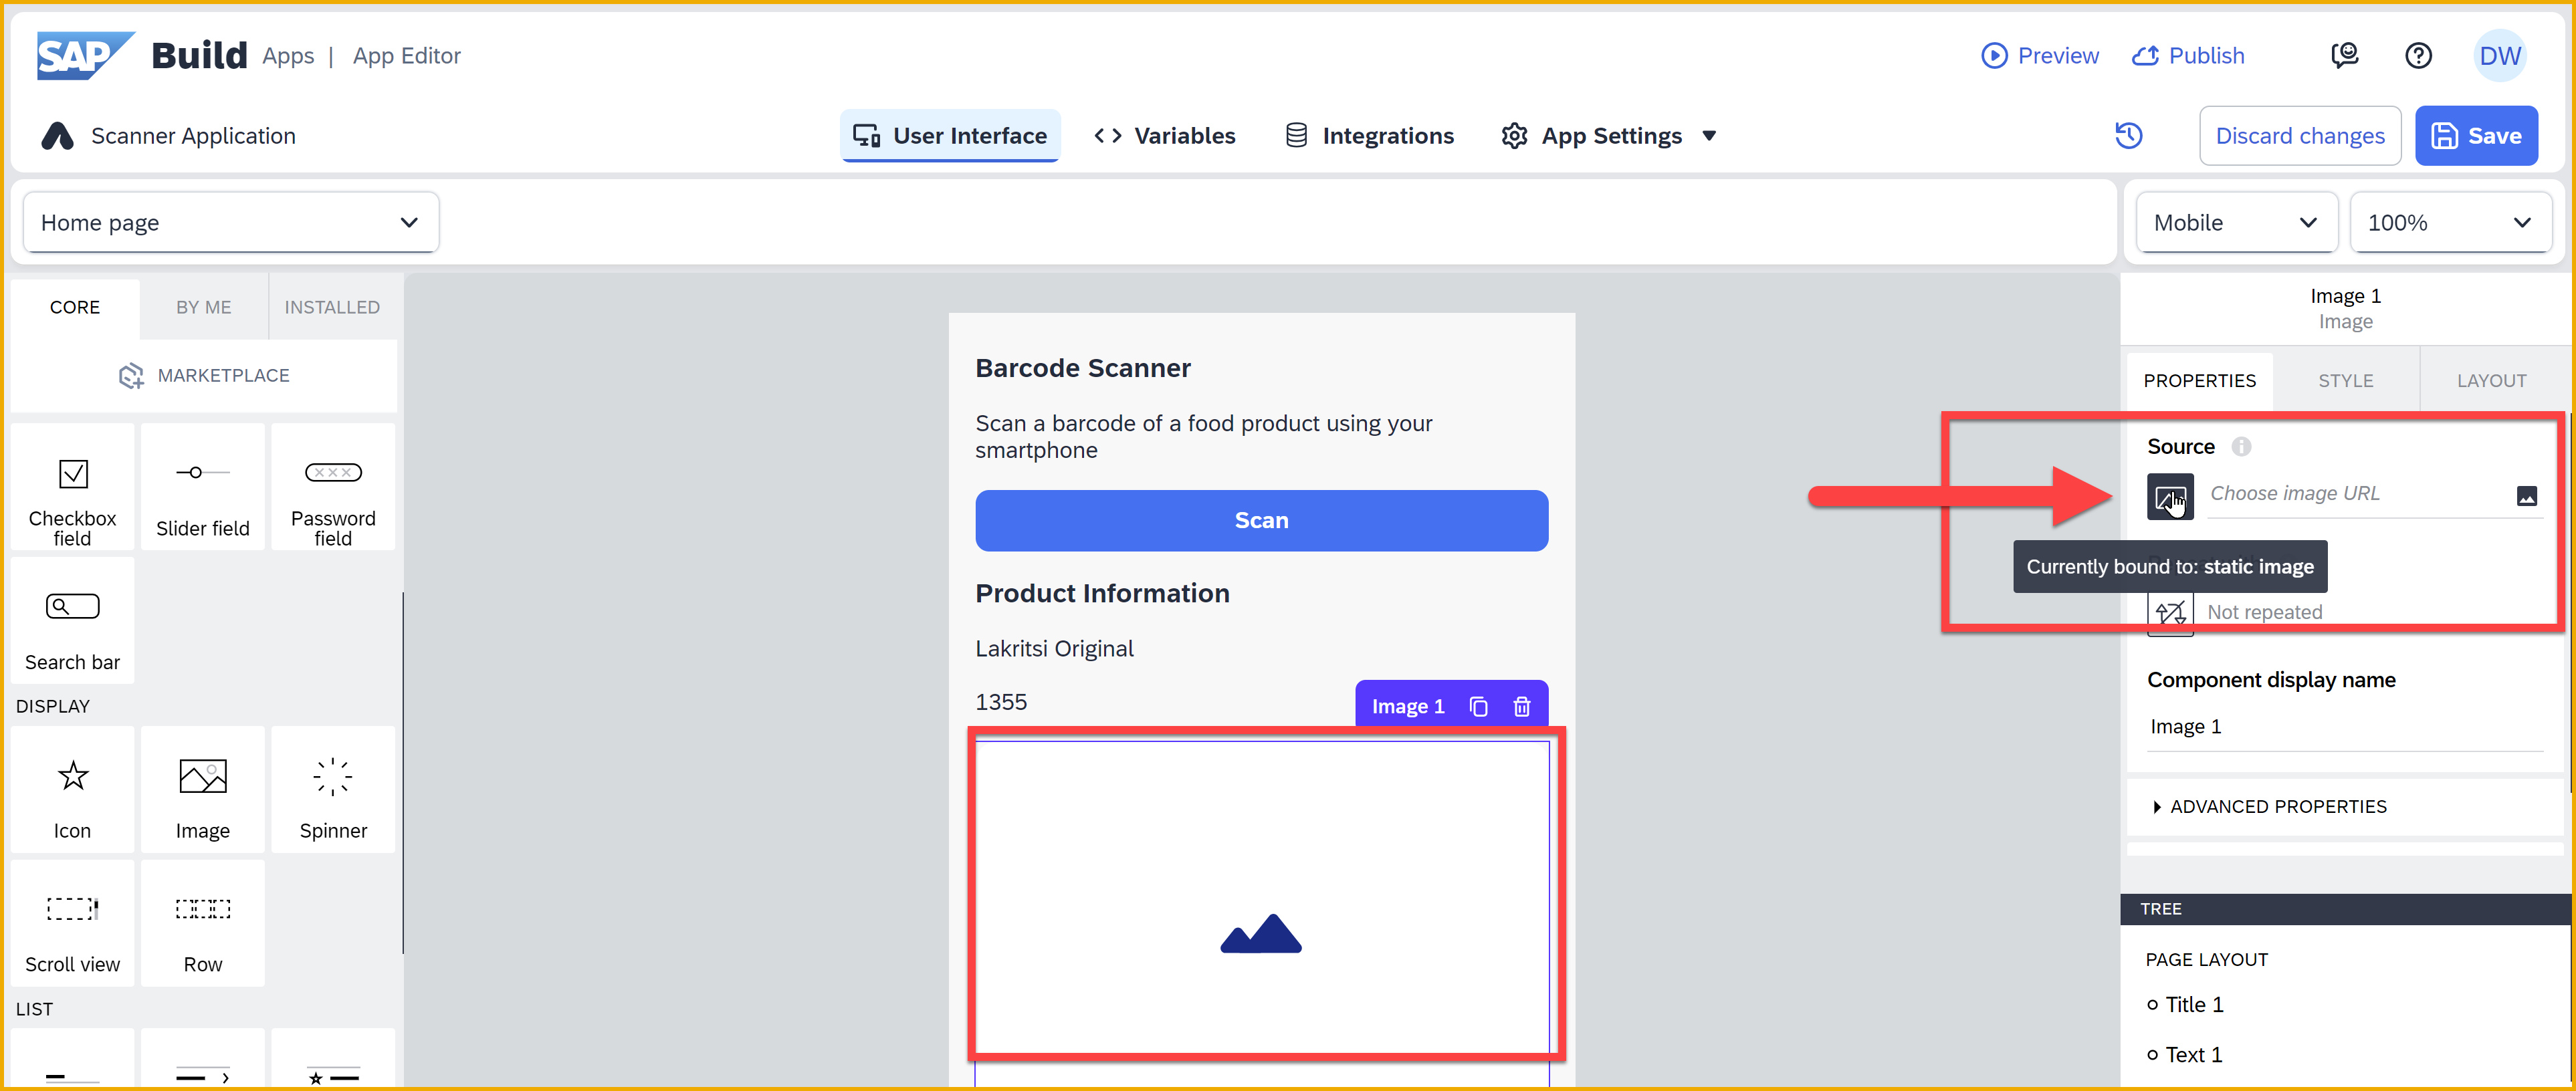 SAP Build Apps | App Editor
Preview
Publish
DW
Scanner Application
User Interface
Variables
Integrations
App Settings
Discard changes
Save
Home page
Mobile
100%
CORE
BY ME
INSTALLED
MARKETPLACE
Checkbox
field
Slider field
Password
field
Search bar
DISPLAY
Icon
Image
Spinner
Scroll view
Row
LIST
Barcode Scanner
Scan a barcode of a food product using your
smartphone
Scan
Product Information
Lakritsi Original
1355
Image 1
Image 1
Image
PROPERTIES
STYLE
LAYOUT
Source
Choose image URL
Currently bound to: static image
Not repeated
Component display name
Image 1
ADVANCED PROPERTIES
TREE
PAGE LAYOUT
Title 1
Text 1